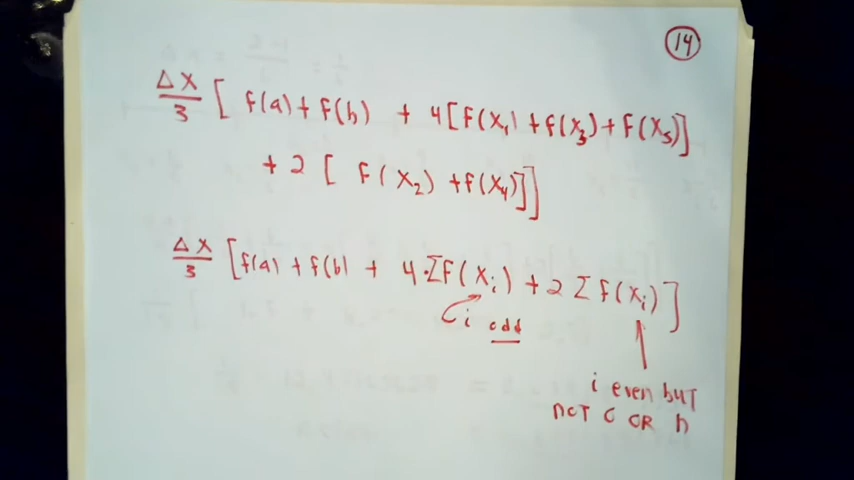 14
Δx/3 [ f(a) + f(b) + 4[f(x₁) + f(x₃) + f(x₅)]
+ 2 [ f(x₂) + f(x₄)]]
Δx/3 [f(a) + f(b) + 4·Σf(xᵢ) + 2 Σ f(xᵢ)]
i odd
i even but
not 0 or n